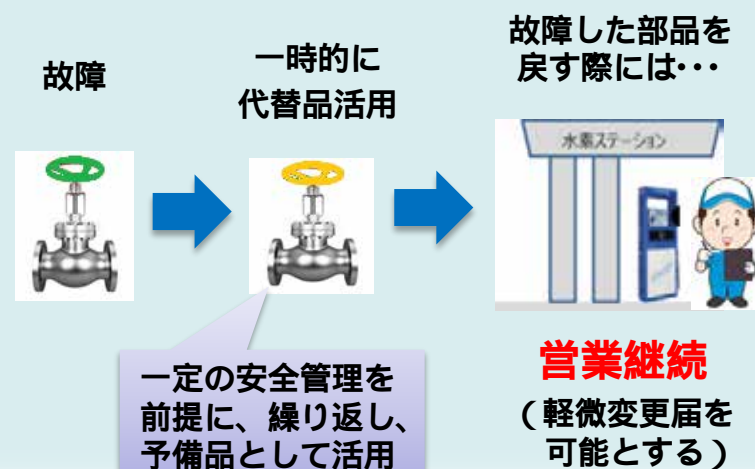 故障
一時的に
代替品活用
故障した部品を
戻す際には・・・
水素ステーション
一定の安全管理を
前提に、繰り返し、
予備品として活用
営業継続
（軽微変更届を
可能とする）